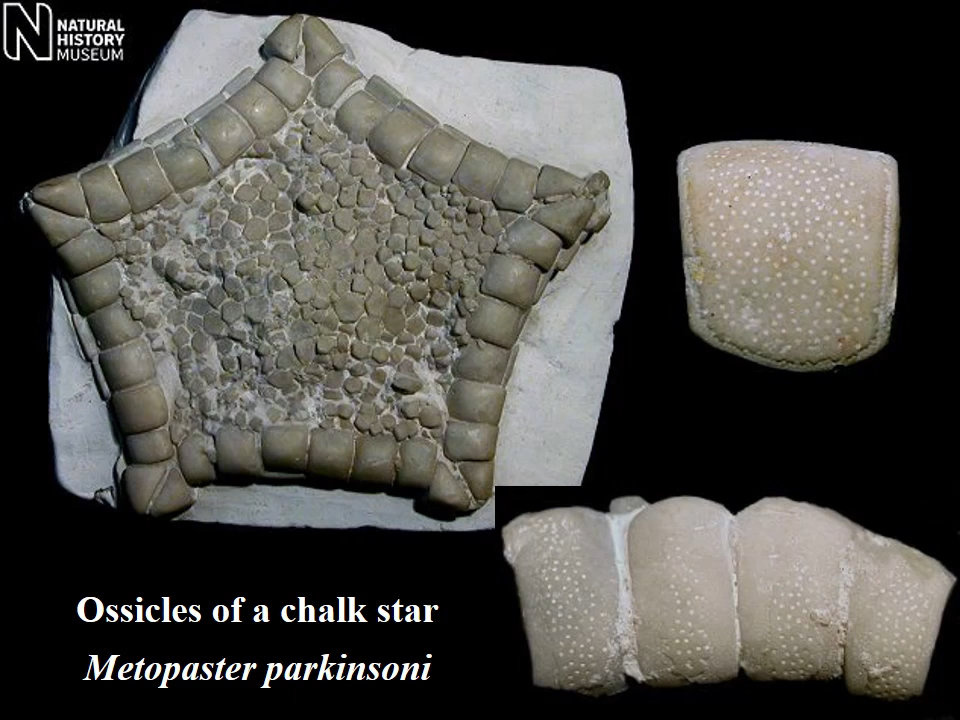 NATURAL
HISTORY
MUSEUM
Ossicles of a chalk star
Metopaster parkinsoni